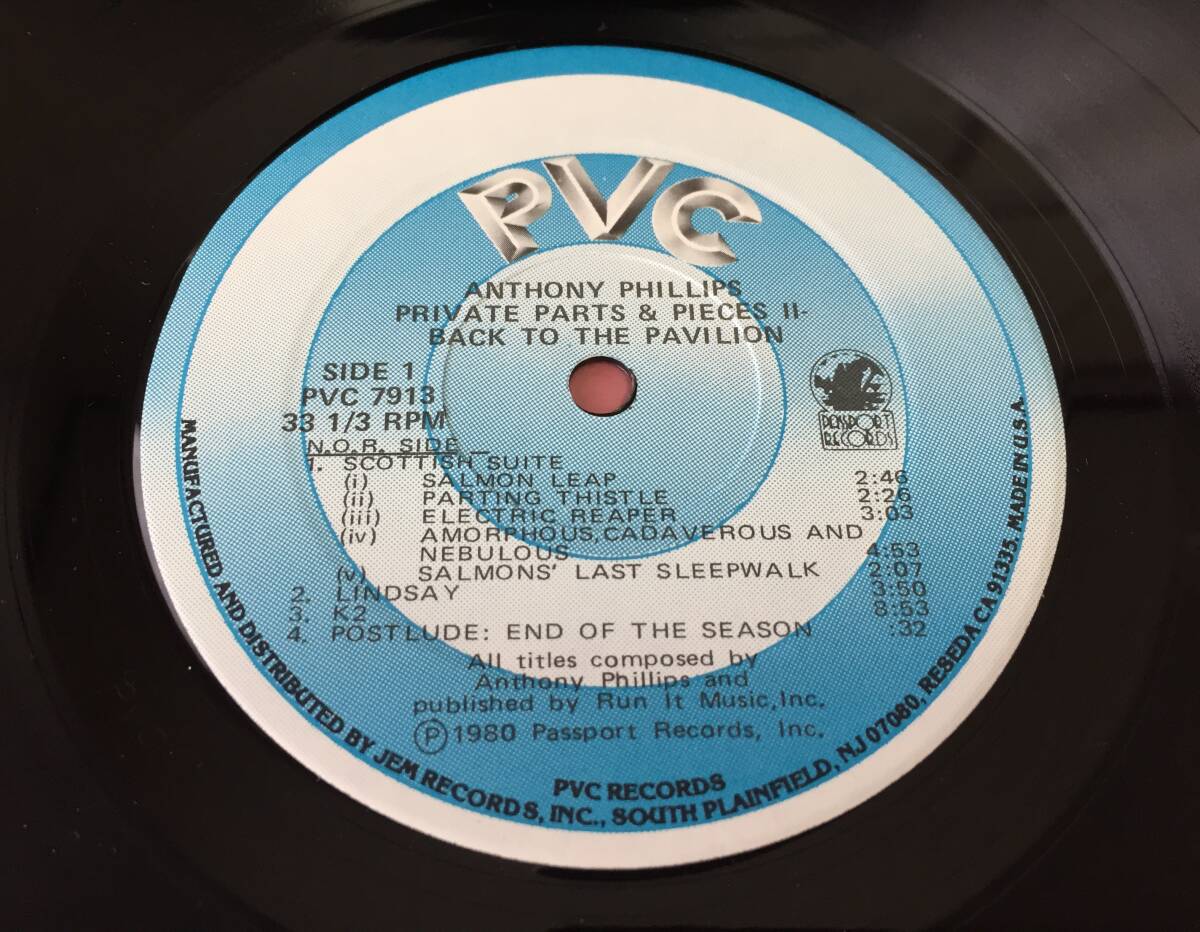 PVC
ANTHONY PHILLIPS
PRIVATE PARTS & PIECES II-
BACK TO THE PAVILION
SIDE 1
PVC 7913
33 1/3 RPM
PASSPORT
RECORDS
N.O.R. SIDE
1. SCOTTISH SUITE
(i) SALMON LEAP 2:46
(ii) PARTING THISTLE 2:26
(iii) ELECTRIC REAPER 3:03
(iv) AMORPHOUS, CADAVEROUS AND
NEBULOUS 4:53
(v) SALMONS' LAST SLEEPWALK 2:07
2. LINDSAY 3:50
3. K2 8:53
4. POSTLUDE: END OF THE SEASON :32
All titles composed by
Anthony Phillips and
published by Run It Music, Inc.
Ⓟ 1980 Passport Records, Inc.
PVC RECORDS
MANUFACTURED AND DISTRIBUTED BY JEM RECORDS, INC., SOUTH PLAINFIELD, NJ 07080, RESEDA CA 91335. MADE IN U.S.A.